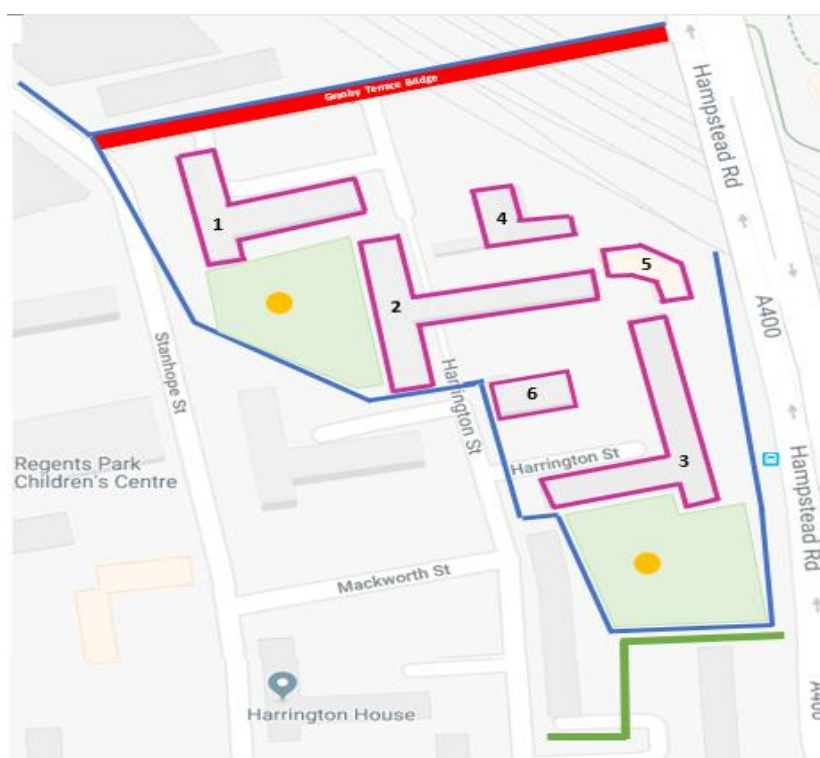 Granby Terrace Bridge
Hampstead Rd
1
4
5
2
A400
Stanhope St
Harrington St
6
Regents Park
Children's Centre
Harrington St
3
Hampstead Rd
Mackworth St
A400
Harrington House